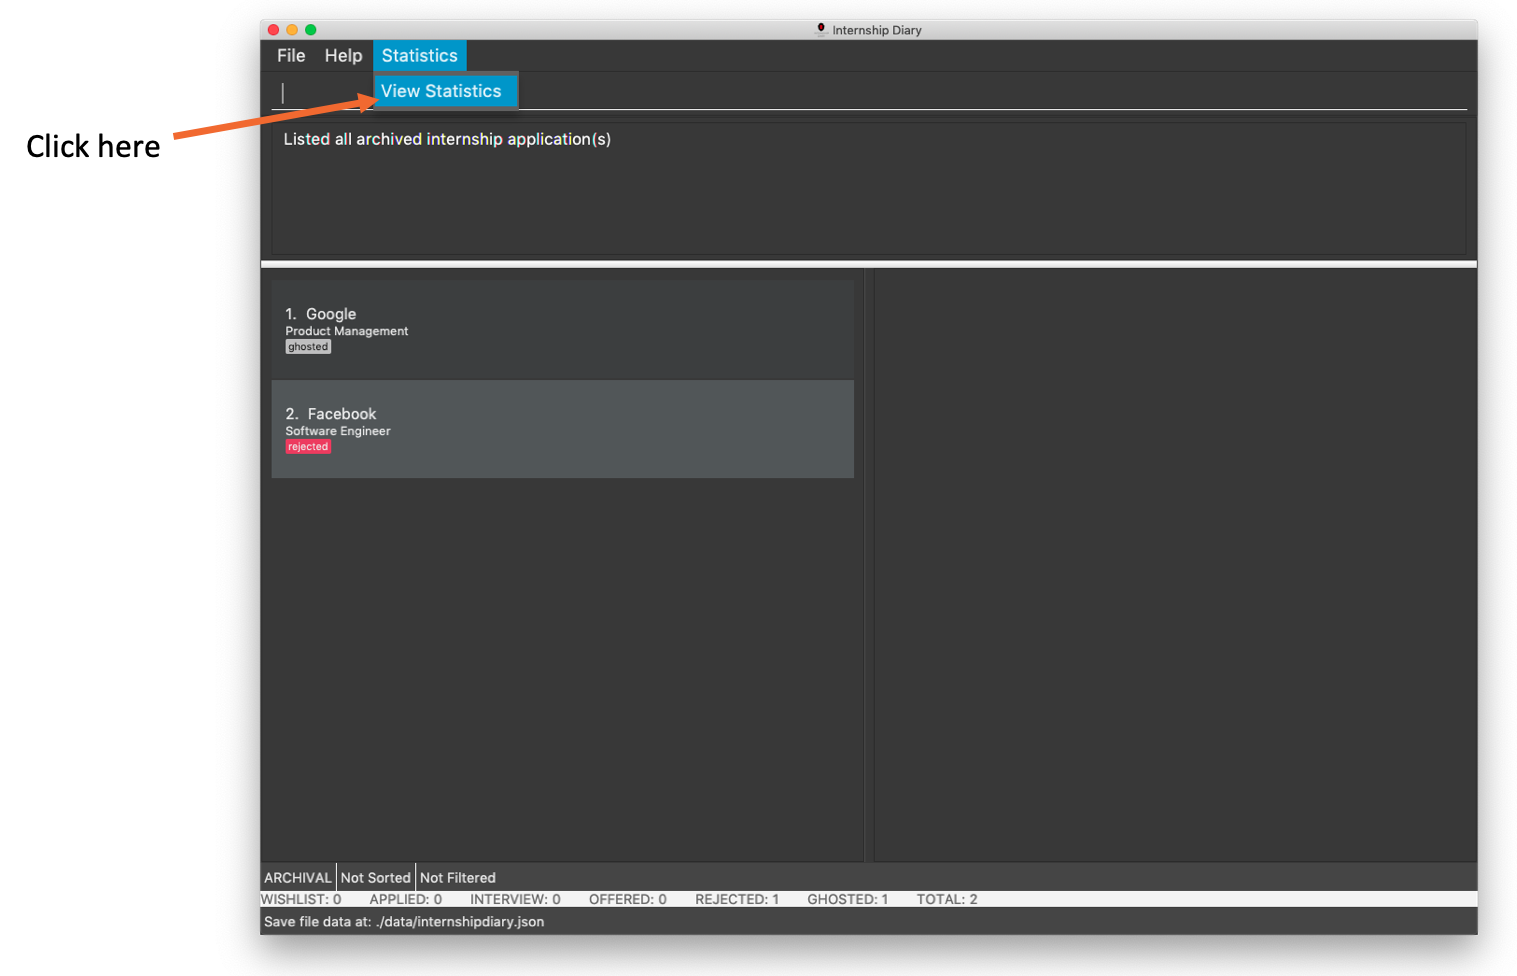 Internship Diary
File Help Statistics
View Statistics
Click here
Listed all archived internship application(s)
1. Google
Product Management
ghosted
2. Facebook
Software Engineer
rejected
ARCHIVAL Not Sorted Not Filtered
WISHLIST: 0 APPLIED: 0 INTERVIEW: 0 OFFERED: 0 REJECTED: 1 GHOSTED: 1 TOTAL: 2
Save file data at: ./data/internshipdiary.json